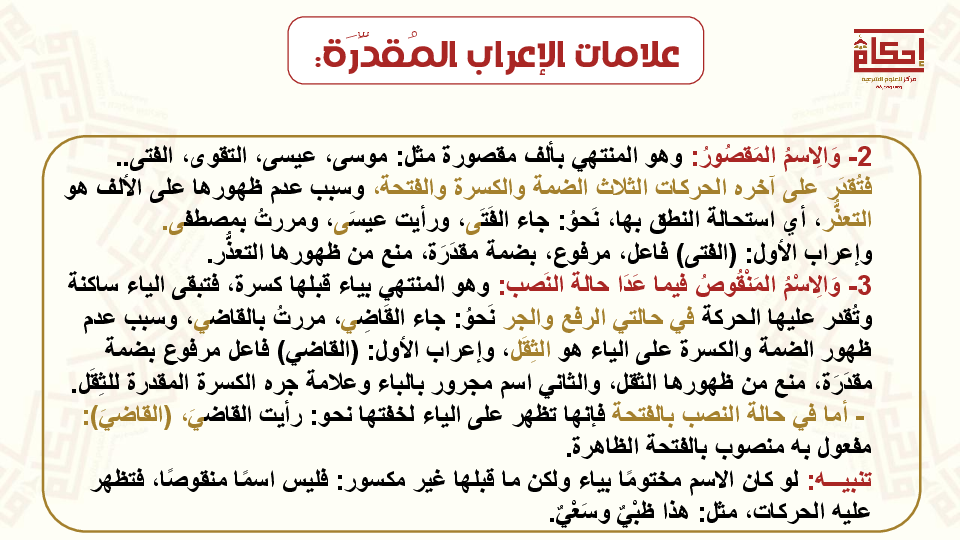 علامات الإعراب المُقدّرَة:
إحكام
مركز للعلوم الشرعية
2- وَالِاسمُ المَقصُورُ: وهو المنتهي بألف مقصورة مثل: موسى، عيسى، التقوى، الفتى..
فتُقدَر على آخره الحركات الثلاث الضمة والكسرة والفتحة، وسبب عدم ظهورها على الألف هو
التعذُّر، أي استحالة النطق بها، نَحوُ: جاء الفَتَى، ورأيت عيسَى، ومررتُ بمصطفى.
وإعراب الأول: (الفتى) فاعل، مرفوع، بضمة مقدَرَة، منع من ظهورها التعذُّر.
3- وَالِاسْمُ المَنْقُوصُ فيما عَدَا حالة النَصب: وهو المنتهي بياء قبلها كسرة، فتبقى الياء ساكنة
وتُقدر عليها الحركة في حالتي الرفع والجر نَحوُ: جاء القَاضِي، مررتُ بالقاضي، وسبب عدم
ظهور الضمة والكسرة على الياء هو الثِقَل، وإعراب الأول: (القاضي) فاعل مرفوع بضمة
مقدَرَة، منع من ظهورها الثقل، والثاني اسم مجرور بالباء وعلامة جره الكسرة المقدرة للثِقَل.
- أما في حالة النصب بالفتحة فإنها تظهر على الياء لخفتها نحو: رأيت القاضيَ، (القاضيَ):
مفعول به منصوب بالفتحة الظاهرة.
تنبيـــه: لو كان الاسم مختومًا بياء ولكن ما قبلها غير مكسور: فليس اسمًا منقوصًا، فتظهر
عليه الحركات، مثل: هذا ظبْيٌ وسَعْيٌ.